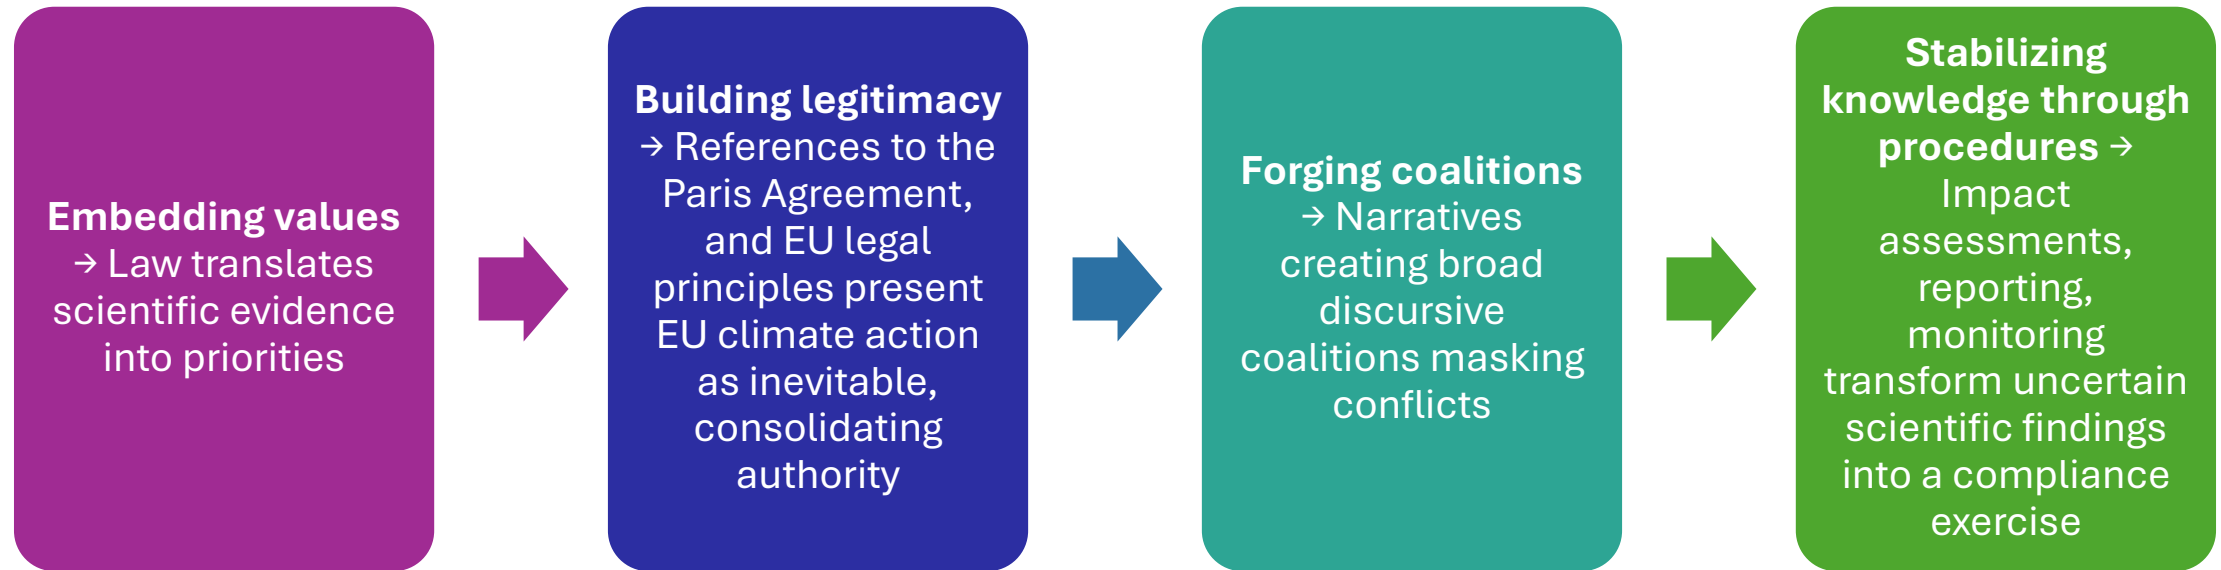 Embedding values
→ Law translates
scientific evidence
into priorities
Building legitimacy
→ References to the
Paris Agreement,
and EU legal
principles present
EU climate action
as inevitable,
consolidating
authority
Forging coalitions
→ Narratives
creating broad
discursive
coalitions masking
conflicts
Stabilizing
knowledge through
procedures →
Impact
assessments,
reporting,
monitoring
transform uncertain
scientific findings
into a compliance
exercise